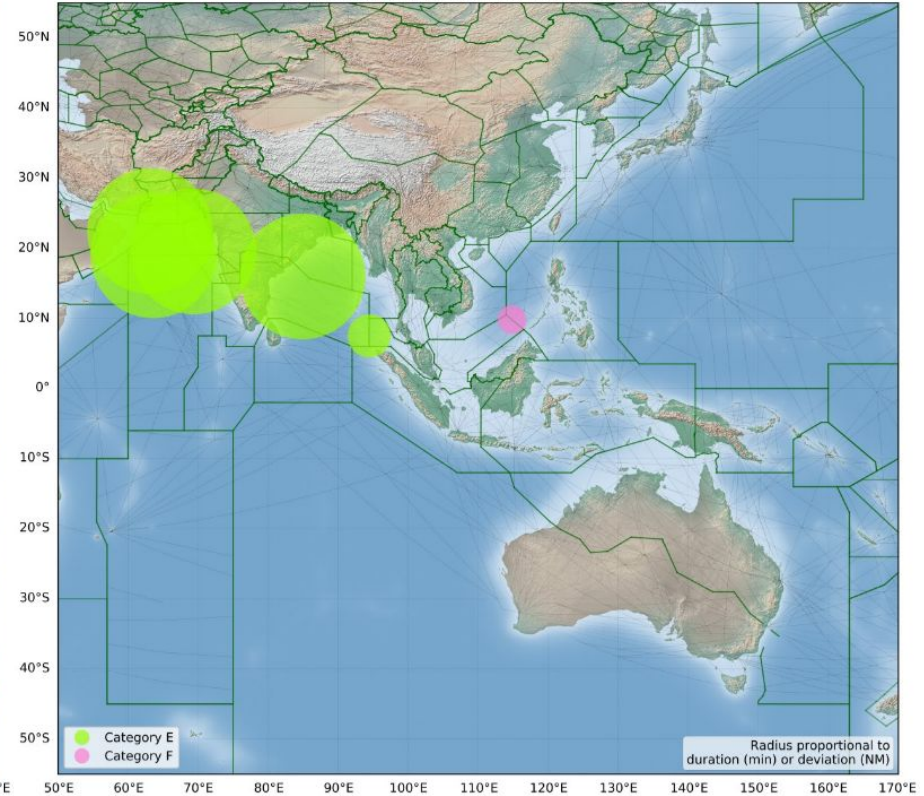 50°N
40°N
30°N
20°N
10°N
0°
10°S
20°S
30°S
40°S
50°S
Category E
Category F
Radius proportional to
duration (min) or deviation (NM)
°E 50°E 60°E 70°E 80°E 90°E 100°E 110°E 120°E 130°E 140°E 150°E 160°E 170°E